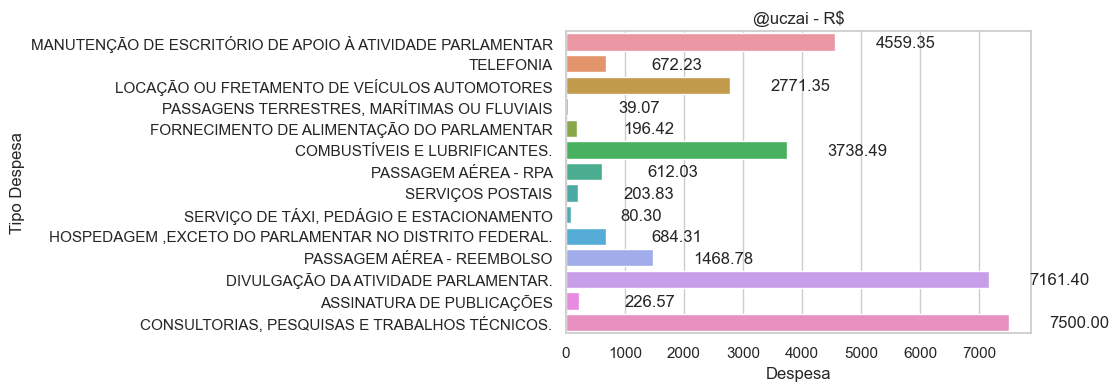 @uczai - R$
MANUTENÇÃO DE ESCRITÓRIO DE APOIO À ATIVIDADE PARLAMENTAR 4559.35
TELEFONIA 672.23
LOCAÇÃO OU FRETAMENTO DE VEÍCULOS AUTOMOTORES 2771.35
PASSAGENS TERRESTRES, MARÍTIMAS OU FLUVIAIS 39.07
FORNECIMENTO DE ALIMENTAÇÃO DO PARLAMENTAR 196.42
COMBUSTÍVEIS E LUBRIFICANTES. 3738.49
PASSAGEM AÉREA - RPA 612.03
SERVIÇOS POSTAIS 203.83
SERVIÇO DE TÁXI, PEDÁGIO E ESTACIONAMENTO 80.30
HOSPEDAGEM ,EXCETO DO PARLAMENTAR NO DISTRITO FEDERAL. 684.31
PASSAGEM AÉREA - REEMBOLSO 1468.78
DIVULGAÇÃO DA ATIVIDADE PARLAMENTAR. 7161.40
ASSINATURA DE PUBLICAÇÕES 226.57
CONSULTORIAS, PESQUISAS E TRABALHOS TÉCNICOS. 7500.00
Tipo Despesa
0 1000 2000 3000 4000 5000 6000 7000
Despesa